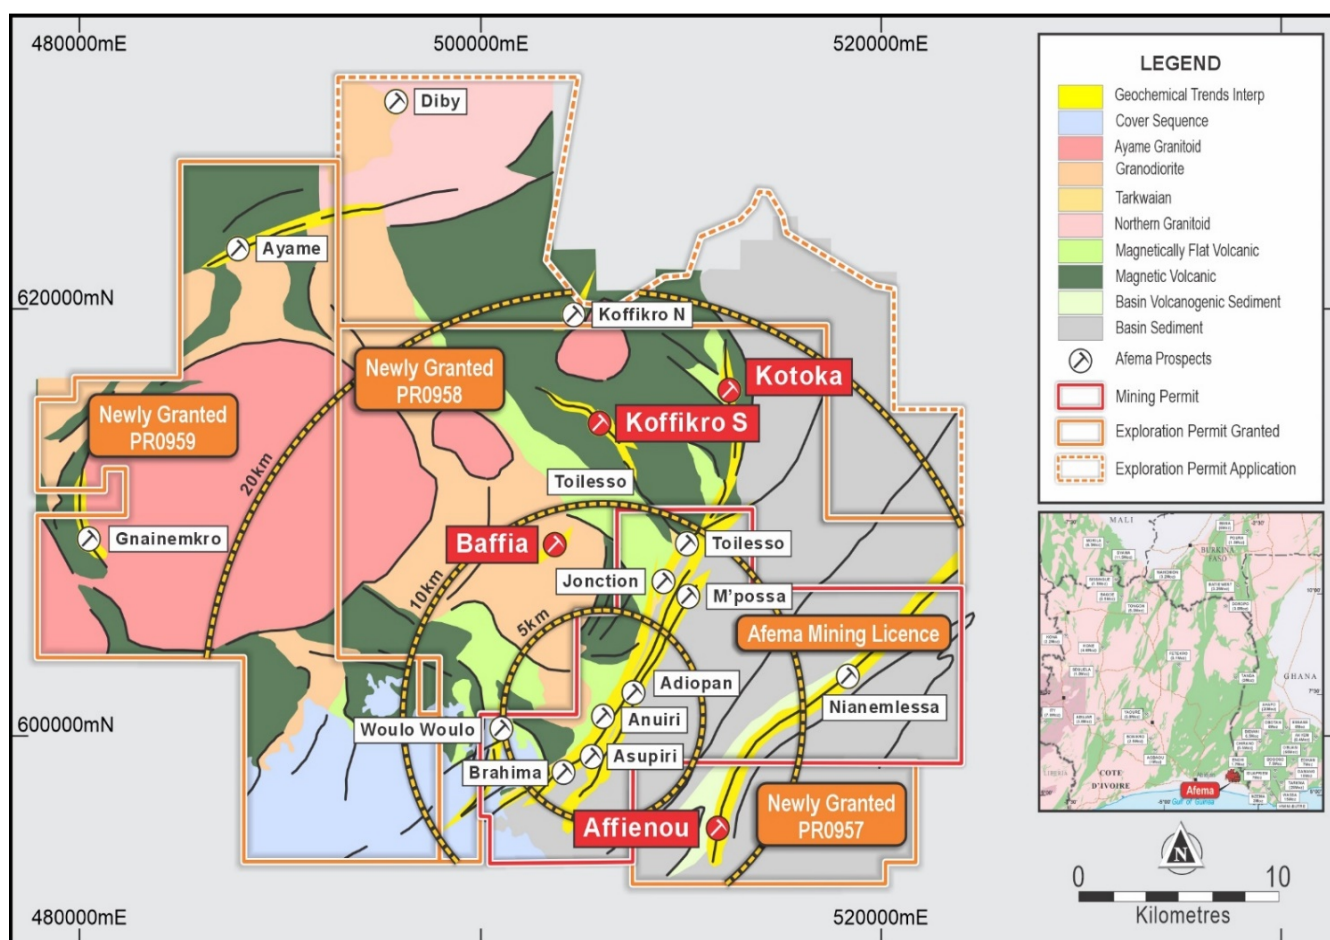 480000mE
500000mE
520000mE
620000mN
600000mN
480000mE
520000mE
Diby
Ayame
Koffikro N
Newly Granted
PR0958
Kotoka
Newly Granted
PR0959
Koffikro S
20km
Toilesso
Gnainemkro
Baffia
Toilesso
Jonction
10km
M'possa
5km
Afema Mining Licence
Adiopan
Nianemlessa
Anuiri
Woulo Woulo
Asupiri
Brahima
Newly Granted
PR0957
Affienou
LEGEND
Geochemical Trends Interp
Cover Sequence
Ayame Granitoid
Granodiorite
Tarkwaian
Northern Granitoid
Magnetically Flat Volcanic
Magnetic Volcanic
Basin Volcanogenic Sediment
Basin Sediment
Afema Prospects
Mining Permit
Exploration Permit Granted
Exploration Permit Application
MALI
BURKINA
FASO
GHANA
LIBERIA
COTE
D'IVOIRE
Afema
Gulf of Guinea
N
0
10
Kilometres